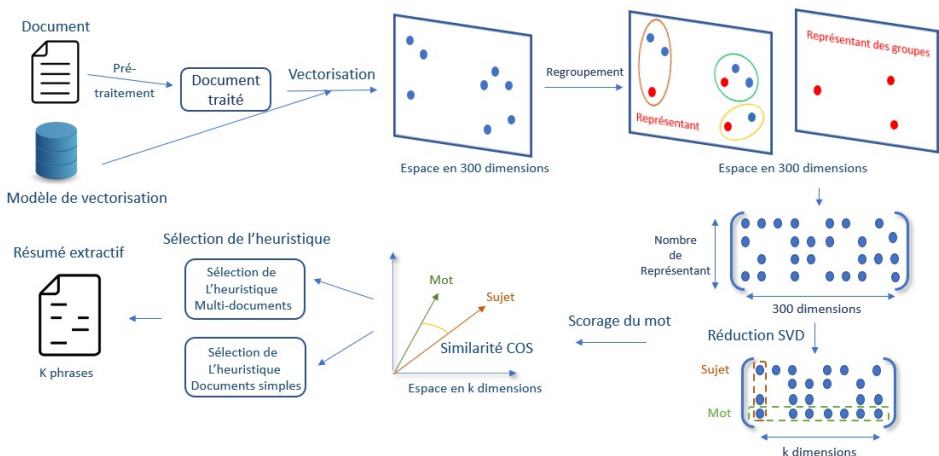 Document
Pré-
traitement
Document
traité
Vectorisation
Modèle de vectorisation
Espace en 300 dimensions
Regroupement
Représentant
Représentant des groupes
Espace en 300 dimensions
Nombre
de
Représentant
300 dimensions
Réduction SVD
Sujet
Mot
k dimensions
Scorage du mot
Mot
Sujet
Similarité COS
Espace en k dimensions
Sélection de l'heuristique
Sélection de
L'heuristique
Multi-documents
Sélection de
L'heuristique
Documents simples
Résumé extractif
K phrases